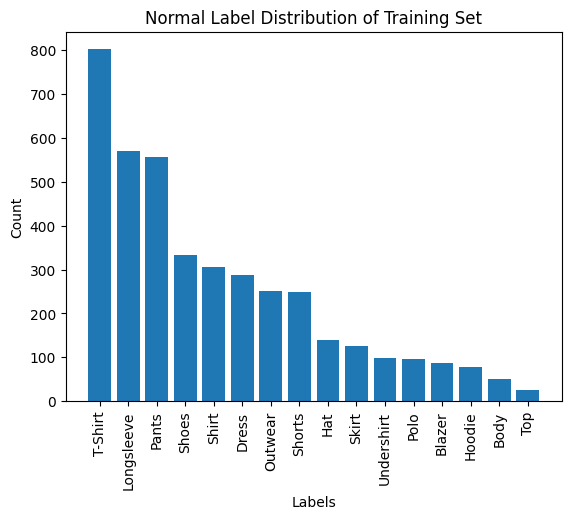 Normal Label Distribution of Training Set
Count
800
700
600
500
400
300
200
100
0
T-Shirt
Longsleeve
Pants
Shoes
Shirt
Dress
Outwear
Shorts
Hat
Skirt
Undershirt
Polo
Blazer
Hoodie
Body
Top
Labels